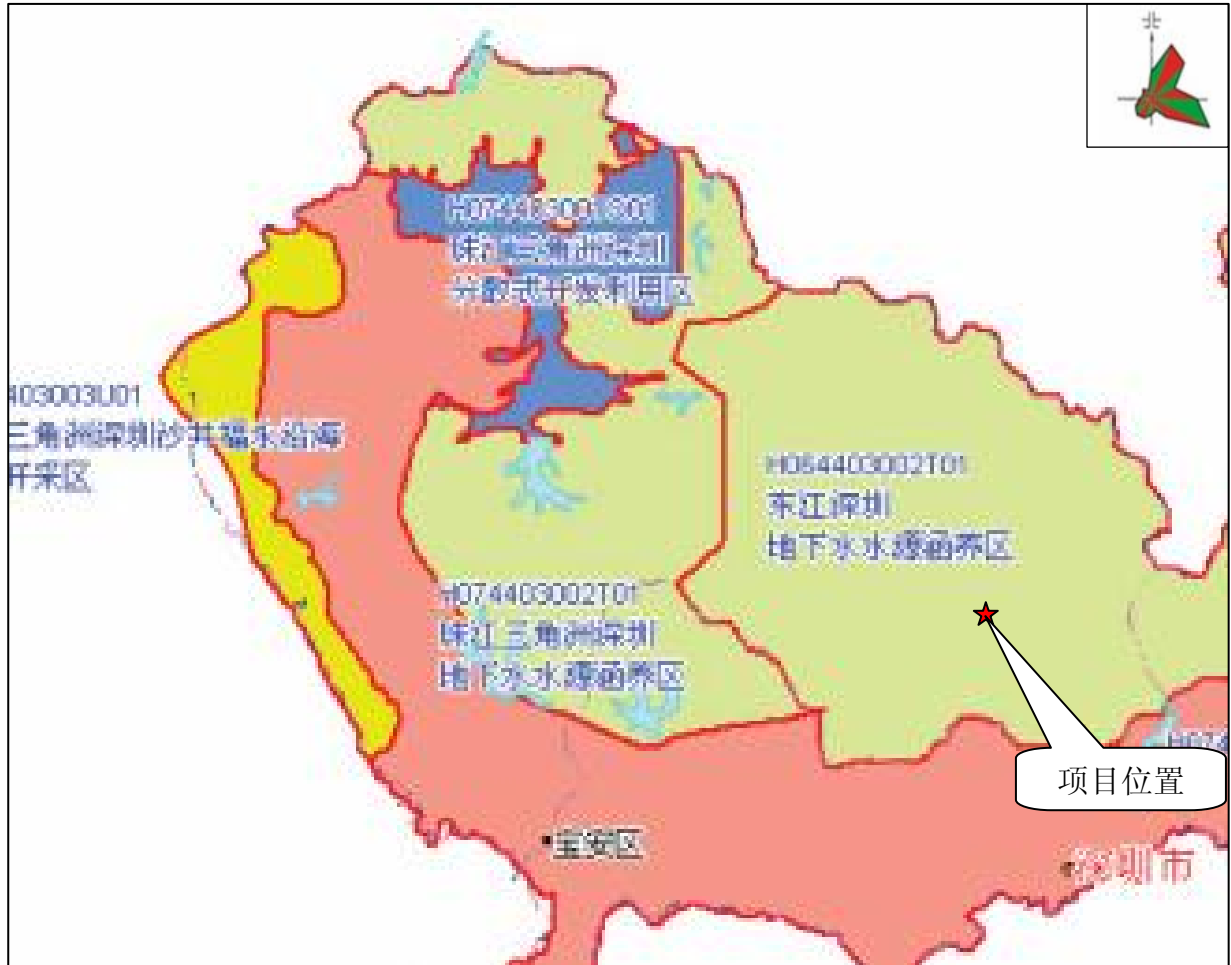 北
H074403001Q01
珠江三角洲深圳
分散式开发利用区
403003U01
三角洲深圳沙井福永沿海
开采区
H064403002T01
东江深圳
地下水水源涵养区
H074403002T01
珠江三角洲深圳
地下水水源涵养区
H074
项目位置
宝安区
深圳市